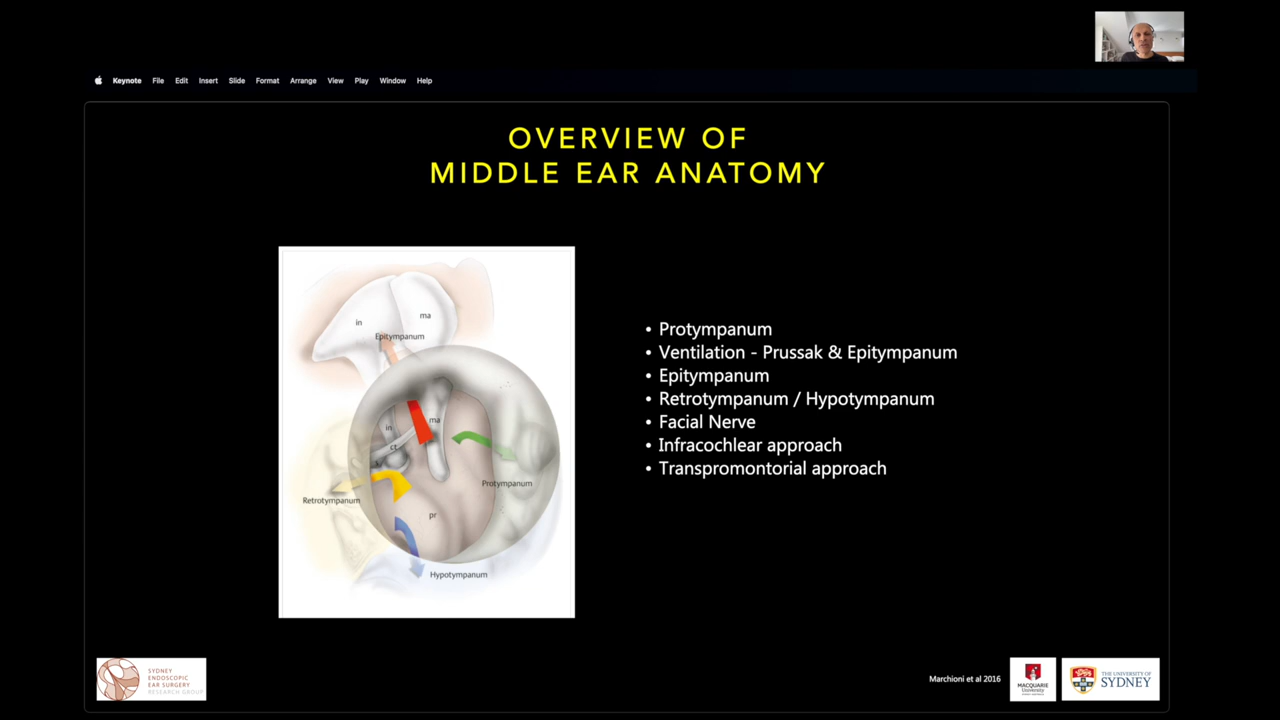 Keynote File Edit Insert Slide Format Arrange View Play Window Help
OVERVIEW OF
MIDDLE EAR ANATOMY
in
ma
Epitympanum
in
ma
ct
Protympanum
Retrotympanum
pr
Hypotympanum
• Protympanum
• Ventilation - Prussak & Epitympanum
• Epitympanum
• Retrotympanum / Hypotympanum
• Facial Nerve
• Infracochlear approach
• Transpromontorial approach
SYDNEY
ENDOSCOPIC
EAR SURGERY
RESEARCH GROUP
Marchioni et al 2016
MACQUARIE
University
THE UNIVERSITY OF
SYDNEY